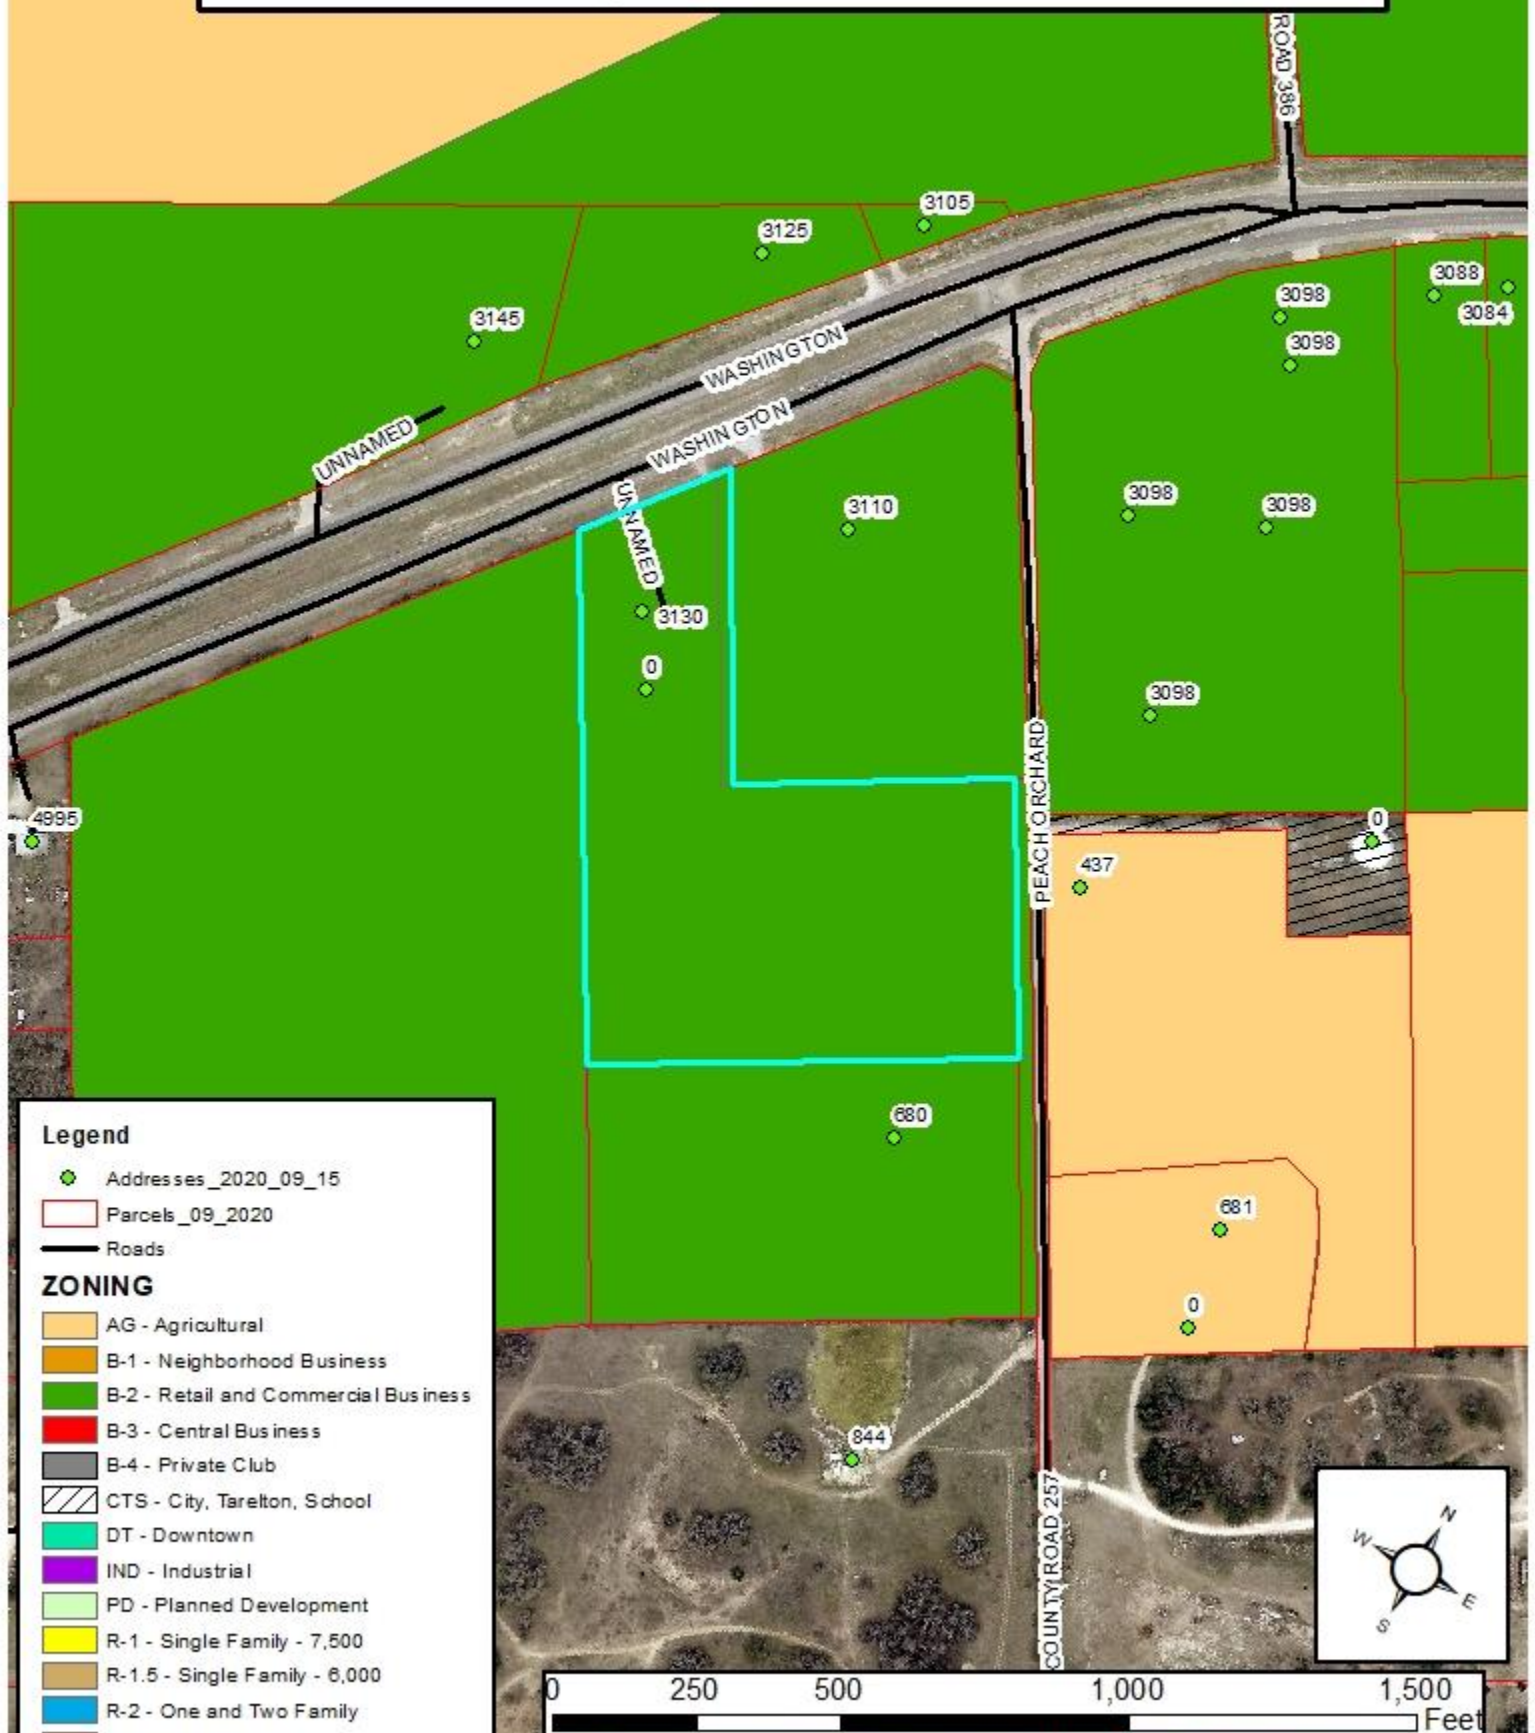 ROAD 386
3105
3125
3145
3088
3084
3098
3098
WASHINGTON
WASHINGTON
UNNAMED
UNNAMED
3110
3098
3098
3130
0
3098
PEACH ORCHARD
4995
0
437
680
681
0
844
COUNTY ROAD 257
Legend
Addresses_2020_09_15
Parcels_09_2020
Roads
ZONING
AG - Agricultural
B-1 - Neighborhood Business
B-2 - Retail and Commercial Business
B-3 - Central Business
B-4 - Private Club
CTS - City, Tarelton, School
DT - Downtown
IND - Industrial
PD - Planned Development
R-1 - Single Family - 7,500
R-1.5 - Single Family - 6,000
R-2 - One and Two Family
N
W
E
S
0 250 500 1,000 1,500
Feet